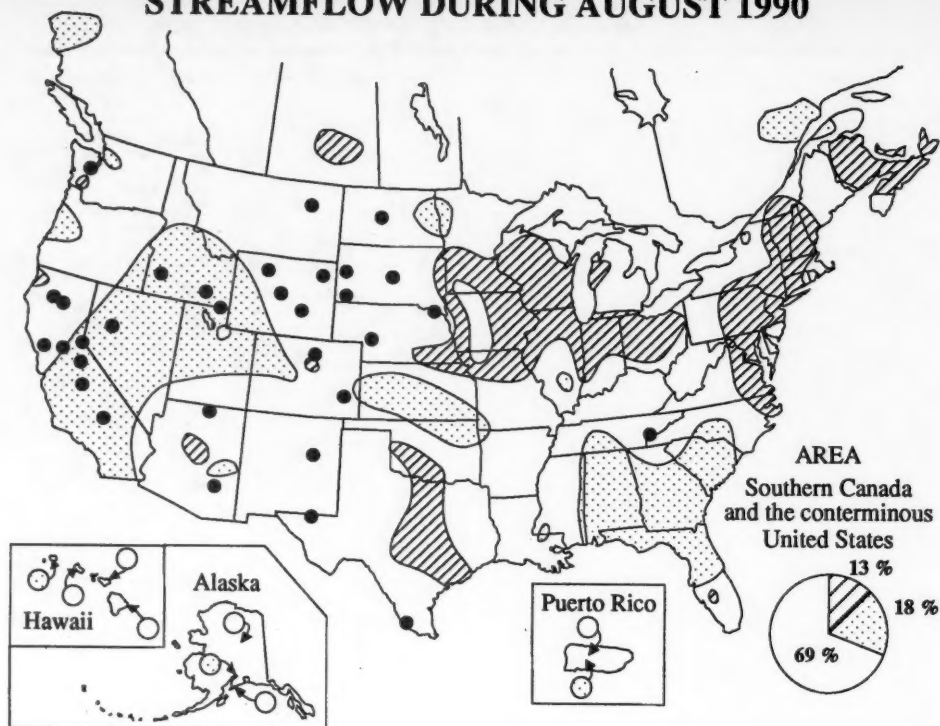 STREAMFLOW DURING AUGUST 1990
AREA
Southern Canada
and the conterminous
United States
13 %
18 %
69 %
Hawaii
Alaska
Puerto Rico